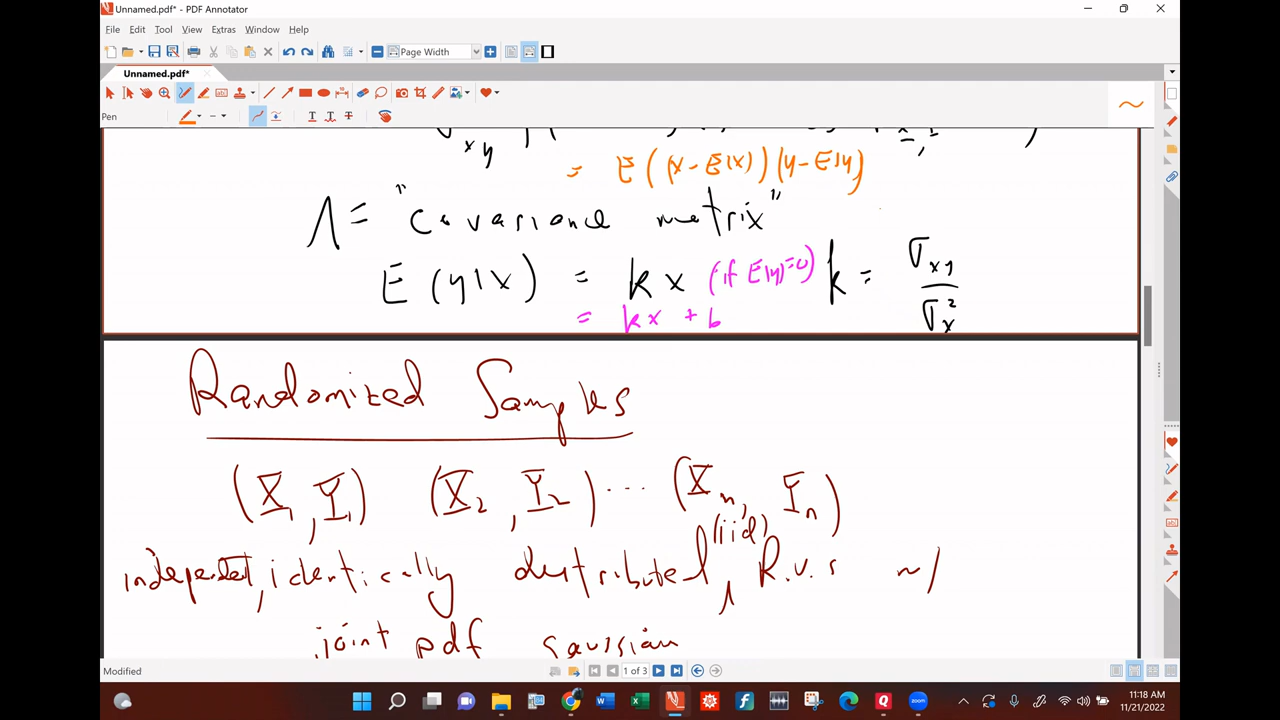 Unnamed.pdf* - PDF Annotator
File Edit Tool View Extras Window Help
Page Width
Unnamed.pdf*
Pen
xy
= E((x-E(x))(y-E(y)
Λ = "covariance matrix"
E(y|x) = kx (if E(y)=0) k = σxy / σx²
= kx + b
Randomized Samples
(X1, Y1) (X2, Y2) ... (Xn, Yn)
(iid)
independent, identically distributed, R.v.s w/
joint pdf gaussian
Modified
1 of 3
11:18 AM
11/21/2022